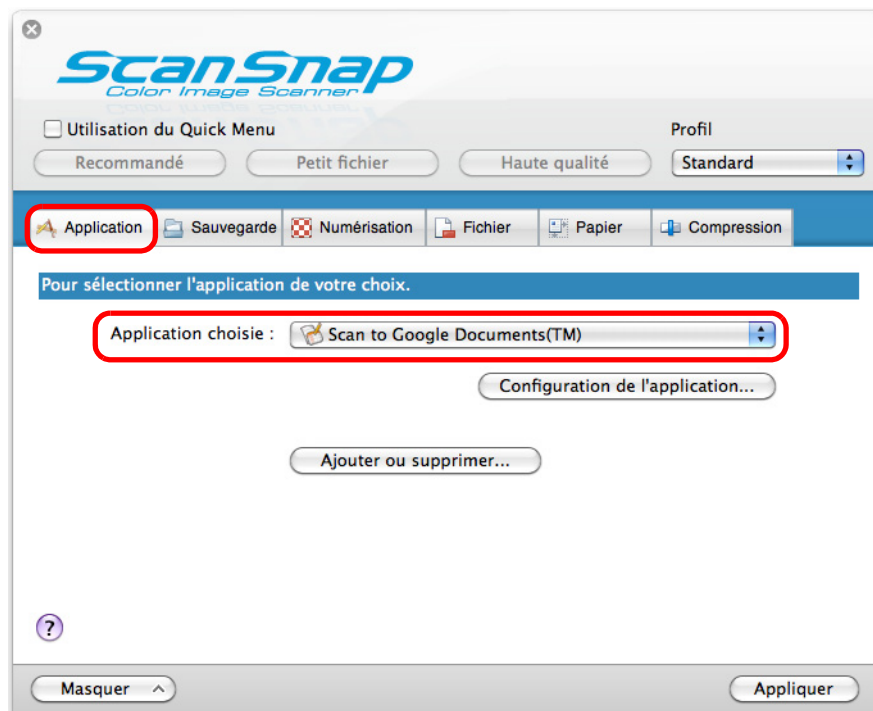 ScanSnap
Color Image Scanner
Utilisation du Quick Menu
Profil
Recommandé Petit fichier Haute qualité Standard
Application Sauvegarde Numérisation Fichier Papier Compression
Pour sélectionner l'application de votre choix.
Application choisie : Scan to Google Documents(TM)
Configuration de l'application...
Ajouter ou supprimer...
?
Masquer Appliquer